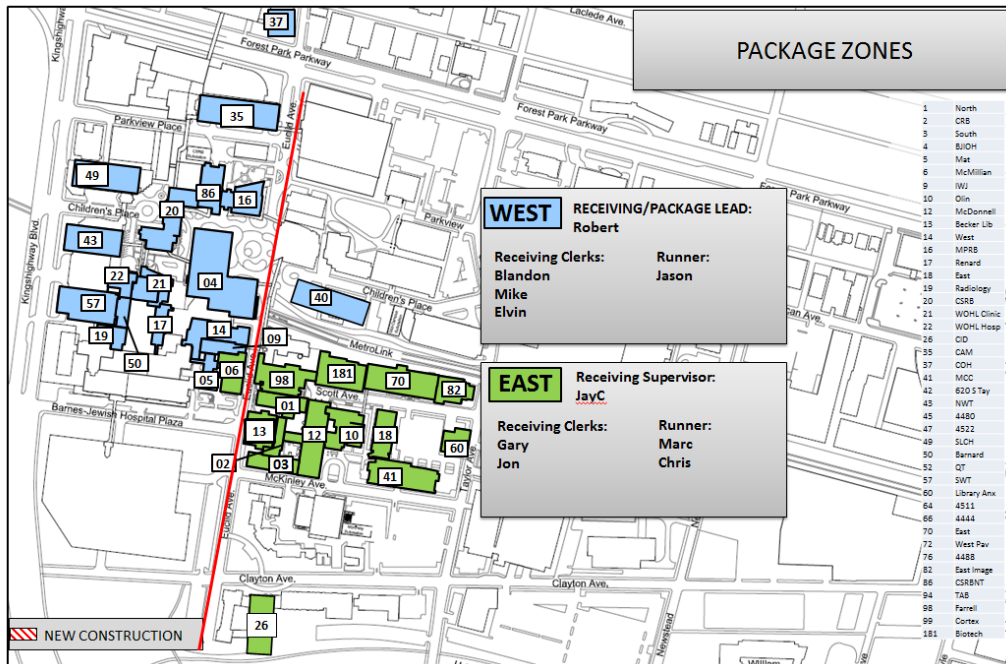 PACKAGE ZONES
Laclede Ave.
Kingshighway
37
Forest Park Parkway
Forest Park Parkway
Forest Park Parkway
35
Euclid Ave.
Parkview Place
49
86
16
20
Children's Place
Parkview
43
04
22
21
57
40
Children's Place
Kingshighway Blvd.
17
14
19
09
50
MetroLink
05
06
98
181
70
82
Scott Ave.
Barnes-Jewish Hospital Plaza
01
13
12
10
18
60
02
03
41
McKinley Ave.
Taylor Ave
Euclid Ave.
Clayton Ave.
Clayton Ave.
26
Newstead
NEW CONSTRUCTION
WEST
RECEIVING/PACKAGE LEAD:
Robert
Receiving Clerks:
Blandon
Mike
Elvin
Runner:
Jason
EAST
Receiving Supervisor:
JayC
Receiving Clerks:
Gary
Jon
Runner:
Marc
Chris
1 North
2 CRB
3 South
4 BJIOH
5 Mat
6 McMillian
9 IWJ
10 Olin
12 McDonnell
13 Becker Lib
14 West
16 MPRB
17 Renard
18 East
19 Radiology
20 CSRB
21 WOHL Clinic
22 WOHL Hosp
26 CID
35 CAM
37 COH
41 MCC
42 620 S Tay
43 NWT
45 4480
47 4522
49 SLCH
50 Barnard
52 QT
57 SWT
60 Library Anx
64 4511
66 4444
70 East
72 West Pav
76 4488
82 East Image
86 CSRBNT
94 TAB
98 Farrell
99 Cortex
181 Biotech